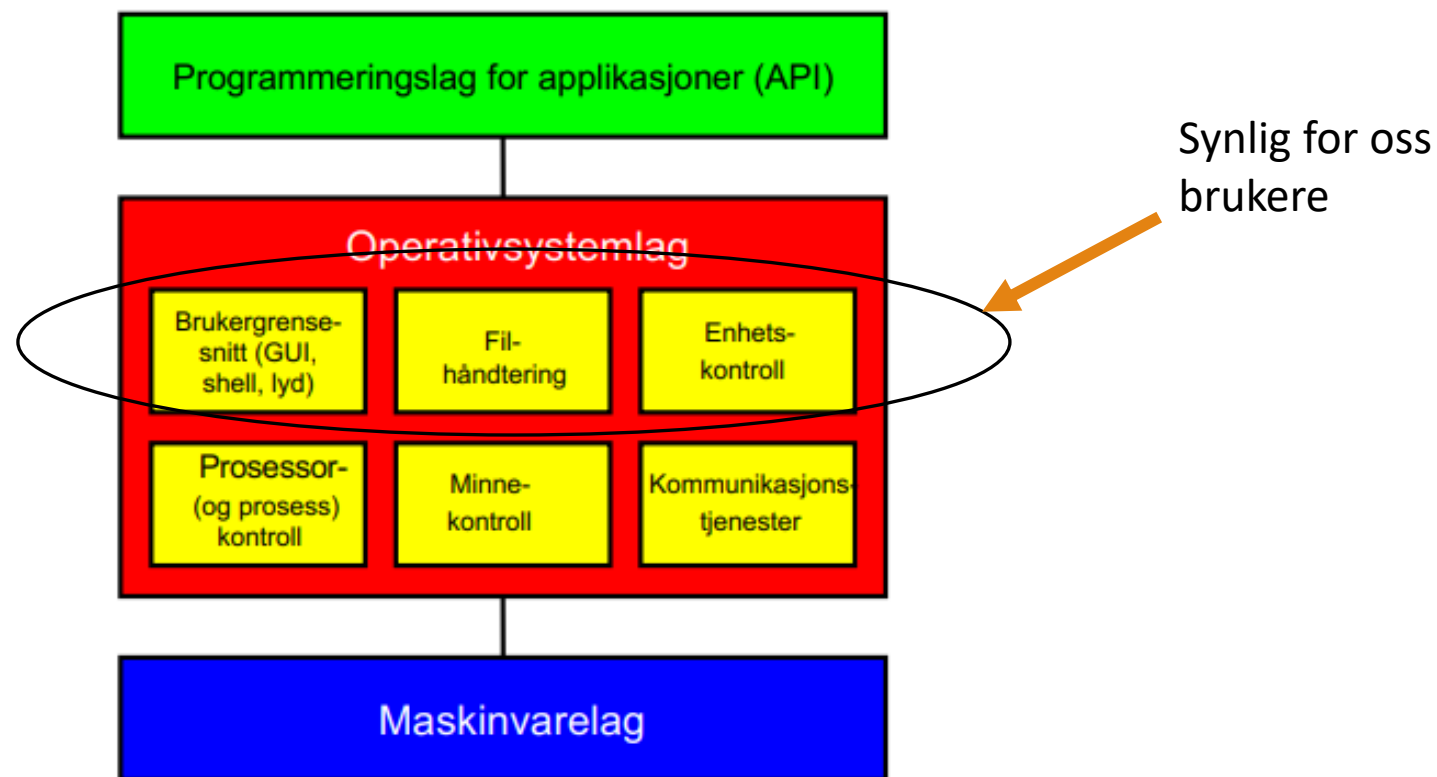 Programmeringslag for applikasjoner (API)
Synlig for oss
brukere
Operativsystemlag
Brukergrense-
snitt (GUI,
shell, lyd)
Fil-
håndtering
Enhets-
kontroll
Prosessor-
(og prosess)
kontroll
Minne-
kontroll
Kommunikasjons-
tjenester
Maskinvarelag